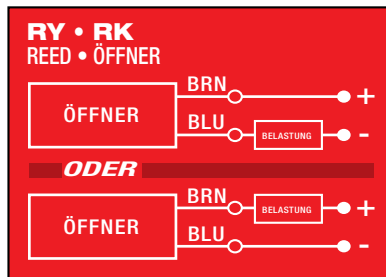 RY • RK
REED • ÖFFNER
BRN
ÖFFNER
+
BLU
BELASTUNG
-
ODER
BRN
BELASTUNG
+
ÖFFNER
BLU
-